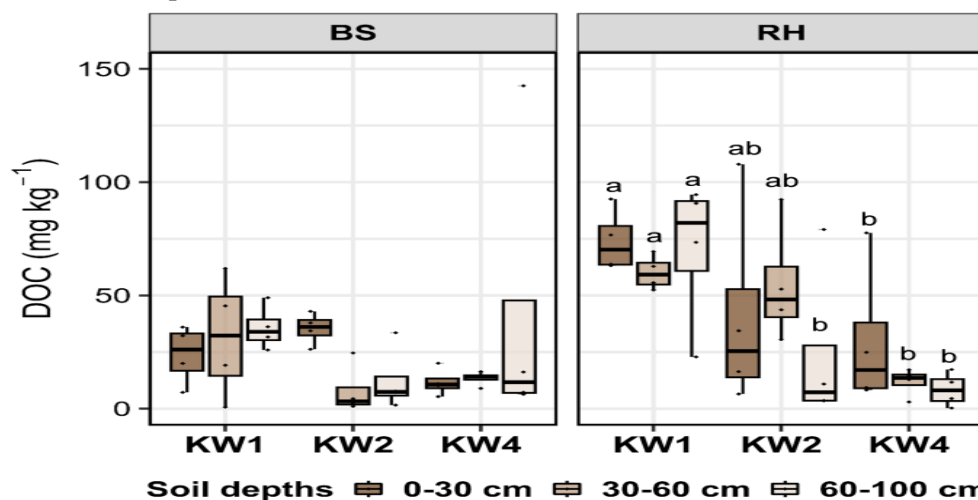 BS RH
150
100
50
0
DOC (mg kg⁻¹)
a a ab ab b
a b b b
KW1 KW2 KW4 KW1 KW2 KW4
Soil depths 0-30 cm 30-60 cm 60-100 cm